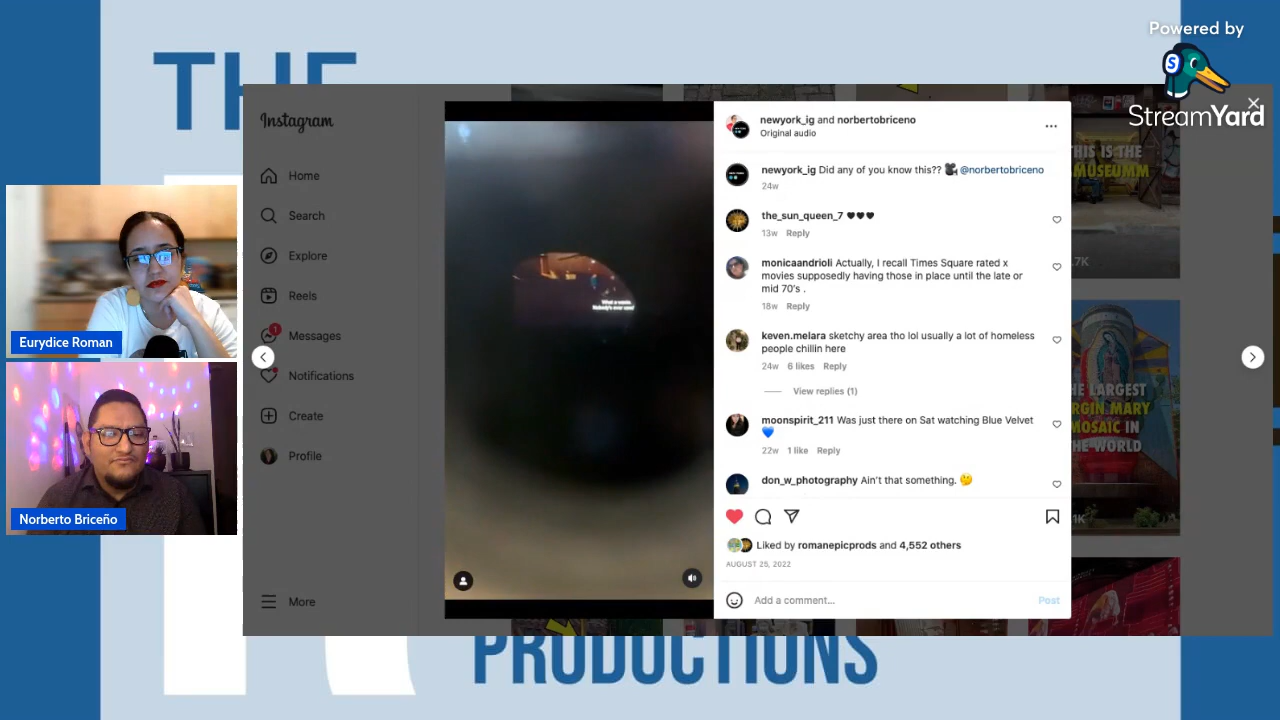 Powered by
StreamYard
THE
PRODUCTIONS
Eurydice Roman
Norberto Briceño
Instagram
Home
Search
Explore
Reels
1
Messages
Notifications
Create
Profile
More
What a waste.
newyork_ig and norbertobriceno
Original audio
newyork_ig Did any of you know this?? 🎥 @norbertobriceno
24w
the_sun_queen_7 🖤🖤🖤
13w Reply
monicaandrioli Actually, I recall Times Square rated x
movies supposedly having those in place until the late or
mid 70's .
18w Reply
keven.melara sketchy area tho lol usually a lot of homeless
people chillin here
24w 6 likes Reply
View replies (1)
moonspirit_211 Was just there on Sat watching Blue Velvet
💙
22w 1 like Reply
don_w_photography Ain't that something. 🤔
Liked by romanepicprods and 4,552 others
AUGUST 25, 2022
Add a comment...
Post
THIS IS THE
MUSEUMM
.7K
THE LARGEST
VIRGIN MARY
MOSAIC IN
THE WORLD
1K